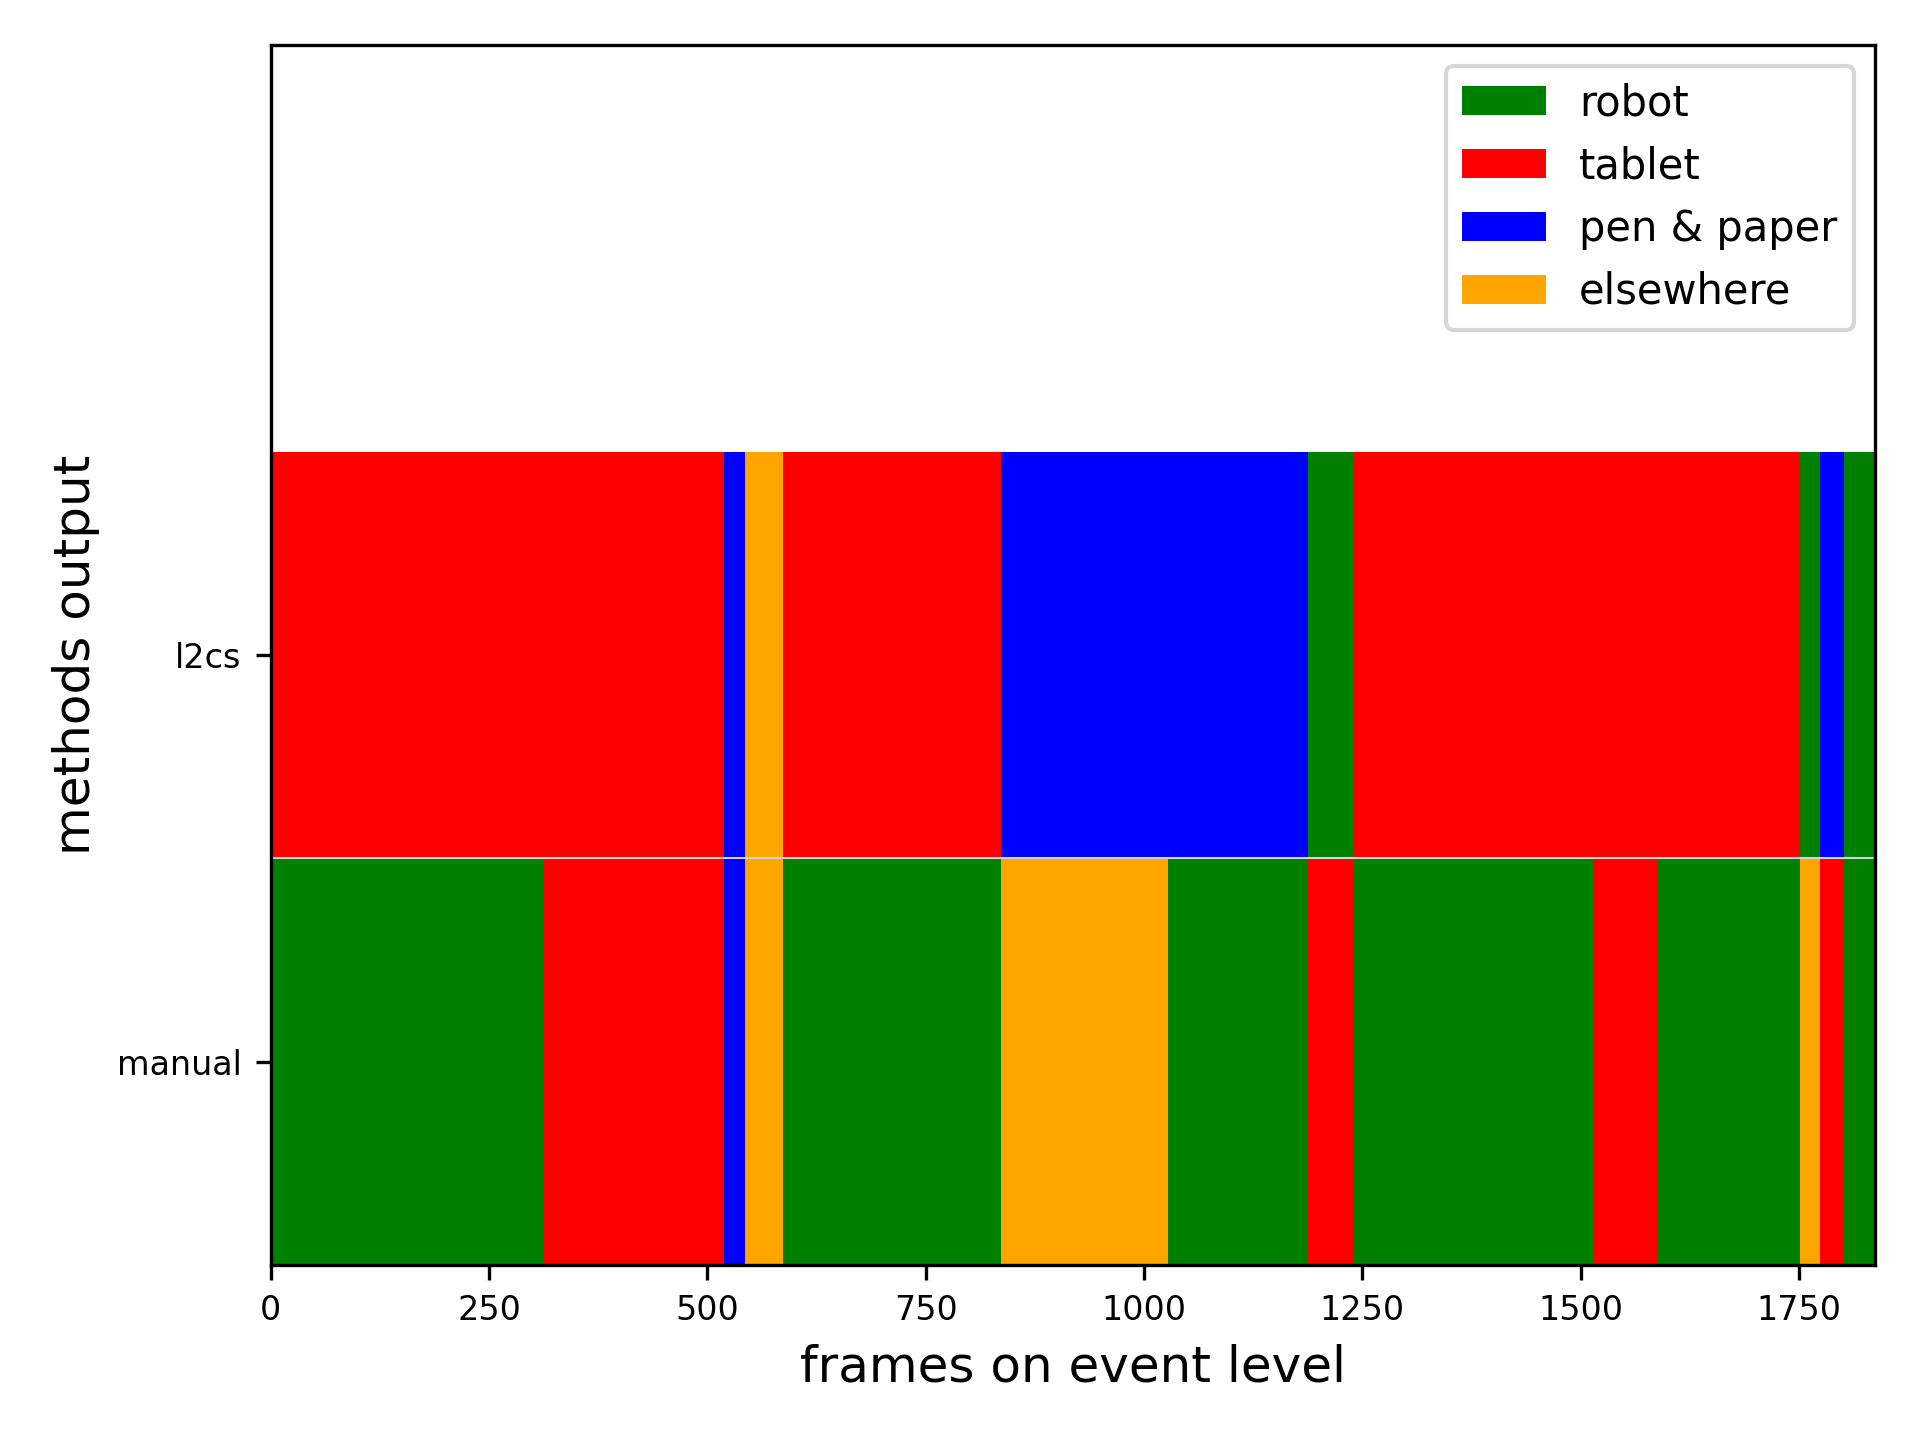 robot
tablet
pen & paper
elsewhere
methods output
l2cs
manual
0 250 500 750 1000 1250 1500 1750
frames on event level